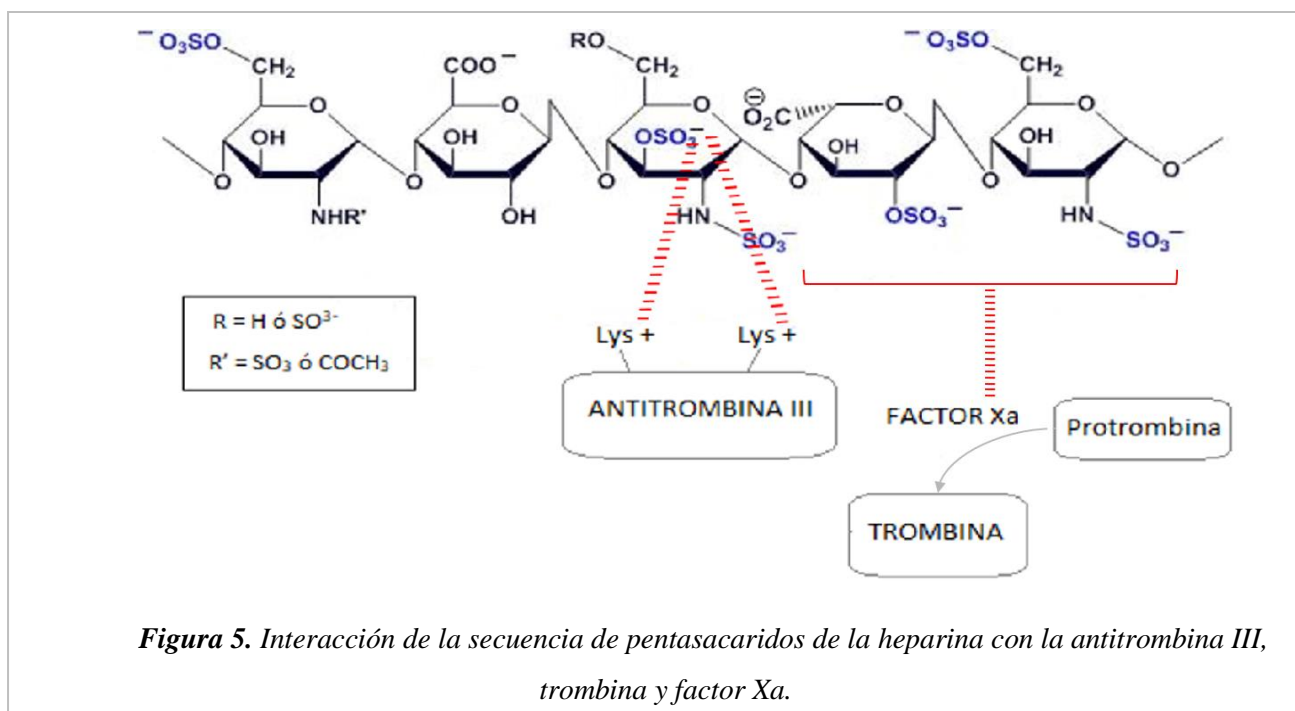 ⁻O₃SO CH₂ COO⁻ RO CH₂ ⁻O₃SO CH₂
O O O ⊖O₂C O O
OH OH OSO₃⁻ OH OH
O O O O O
NHR' OH HN SO₃⁻ OSO₃⁻ HN SO₃⁻
R = H ó SO³⁻
R' = SO₃ ó COCH₃
Lys + Lys +
ANTITROMBINA III
FACTOR Xa
Protrombina
TROMBINA
Figura 5. Interacción de la secuencia de pentasacaridos de la heparina con la antitrombina III,
trombina y factor Xa.